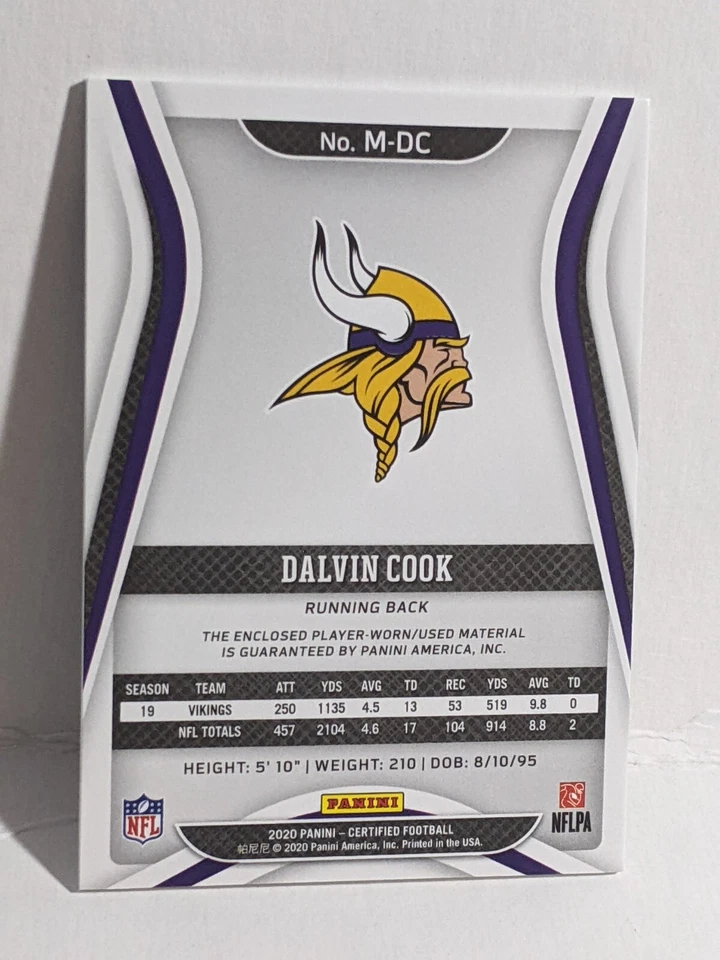 No. M-DC
DALVIN COOK
RUNNING BACK
THE ENCLOSED PLAYER-WORN/USED MATERIAL
IS GUARANTEED BY PANINI AMERICA, INC.
SEASON TEAM ATT YDS AVG TD REC YDS AVG TD
19 VIKINGS 250 1135 4.5 13 53 519 9.8 0
NFL TOTALS 457 2104 4.6 17 104 914 8.8 2
HEIGHT: 5' 10" | WEIGHT: 210 | DOB: 8/10/95
PANINI
NFL
NFLPA
2020 PANINI – CERTIFIED FOOTBALL
帕尼尼 © 2020 Panini America, Inc. Printed in the USA.